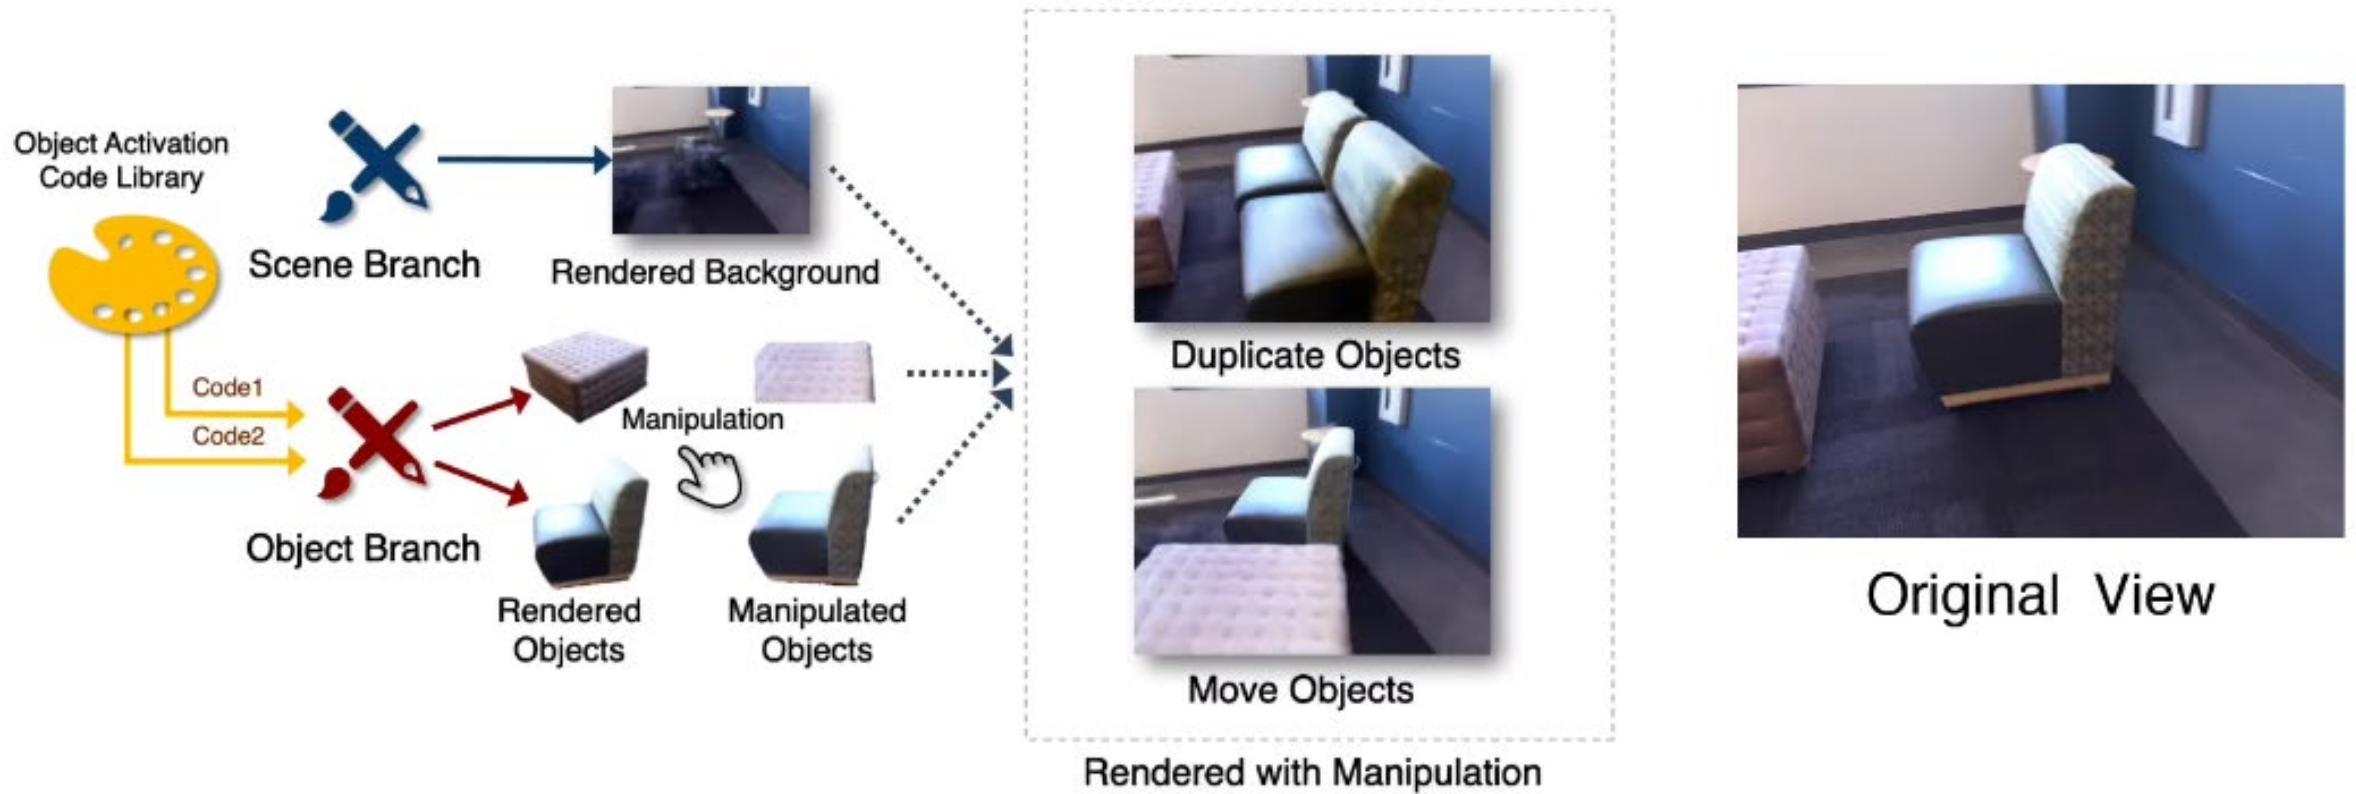 Object Activation
Code Library
Scene Branch
Rendered Background
Code1
Code2
Object Branch
Manipulation
Rendered
Objects
Manipulated
Objects
Duplicate Objects
Move Objects
Rendered with Manipulation
Original View